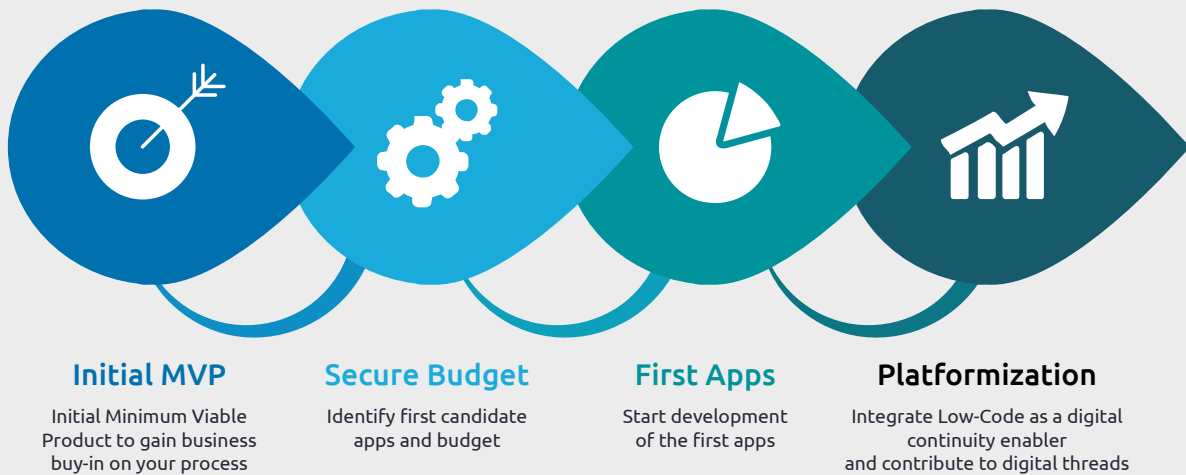 Initial MVP
Initial Minimum Viable
Product to gain business
buy-in on your process
Secure Budget
Identify first candidate
apps and budget
First Apps
Start development
of the first apps
Platformization
Integrate Low-Code as a digital
continuity enabler
and contribute to digital threads